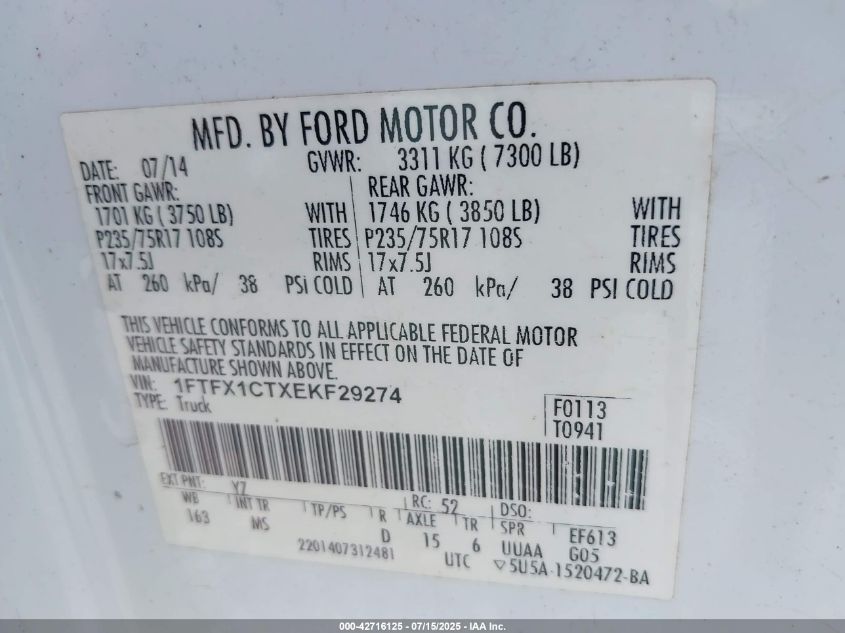 MFD. BY FORD MOTOR CO.
DATE: 07/14 GVWR: 3311 KG ( 7300 LB)
FRONT GAWR: REAR GAWR:
1701 KG ( 3750 LB) WITH 1746 KG ( 3850 LB) WITH
P235/75R17 108S TIRES P235/75R17 108S TIRES
17x7.5J RIMS 17x7.5J RIMS
AT 260 kPa/ 38 PSi COLD AT 260 kPa/ 38 PSI COLD
THIS VEHICLE CONFORMS TO ALL APPLICABLE FEDERAL MOTOR
VEHICLE SAFETY STANDARDS IN EFFECT ON THE DATE OF
MANUFACTURE SHOWN ABOVE.
VIN: 1FTFX1CTXEKF29274
TYPE: Truck
F0113
T0941
EXT PNT: YZ RC: 52 DSO:
WB INT TR TP/PS R AXLE TR SPR EF613
163 MS D 15 6 UUAA G05
2201407312481 UTC ▽5U5A-1520472-BA
000-42716125 - 07/15/2025 - IAA Inc.